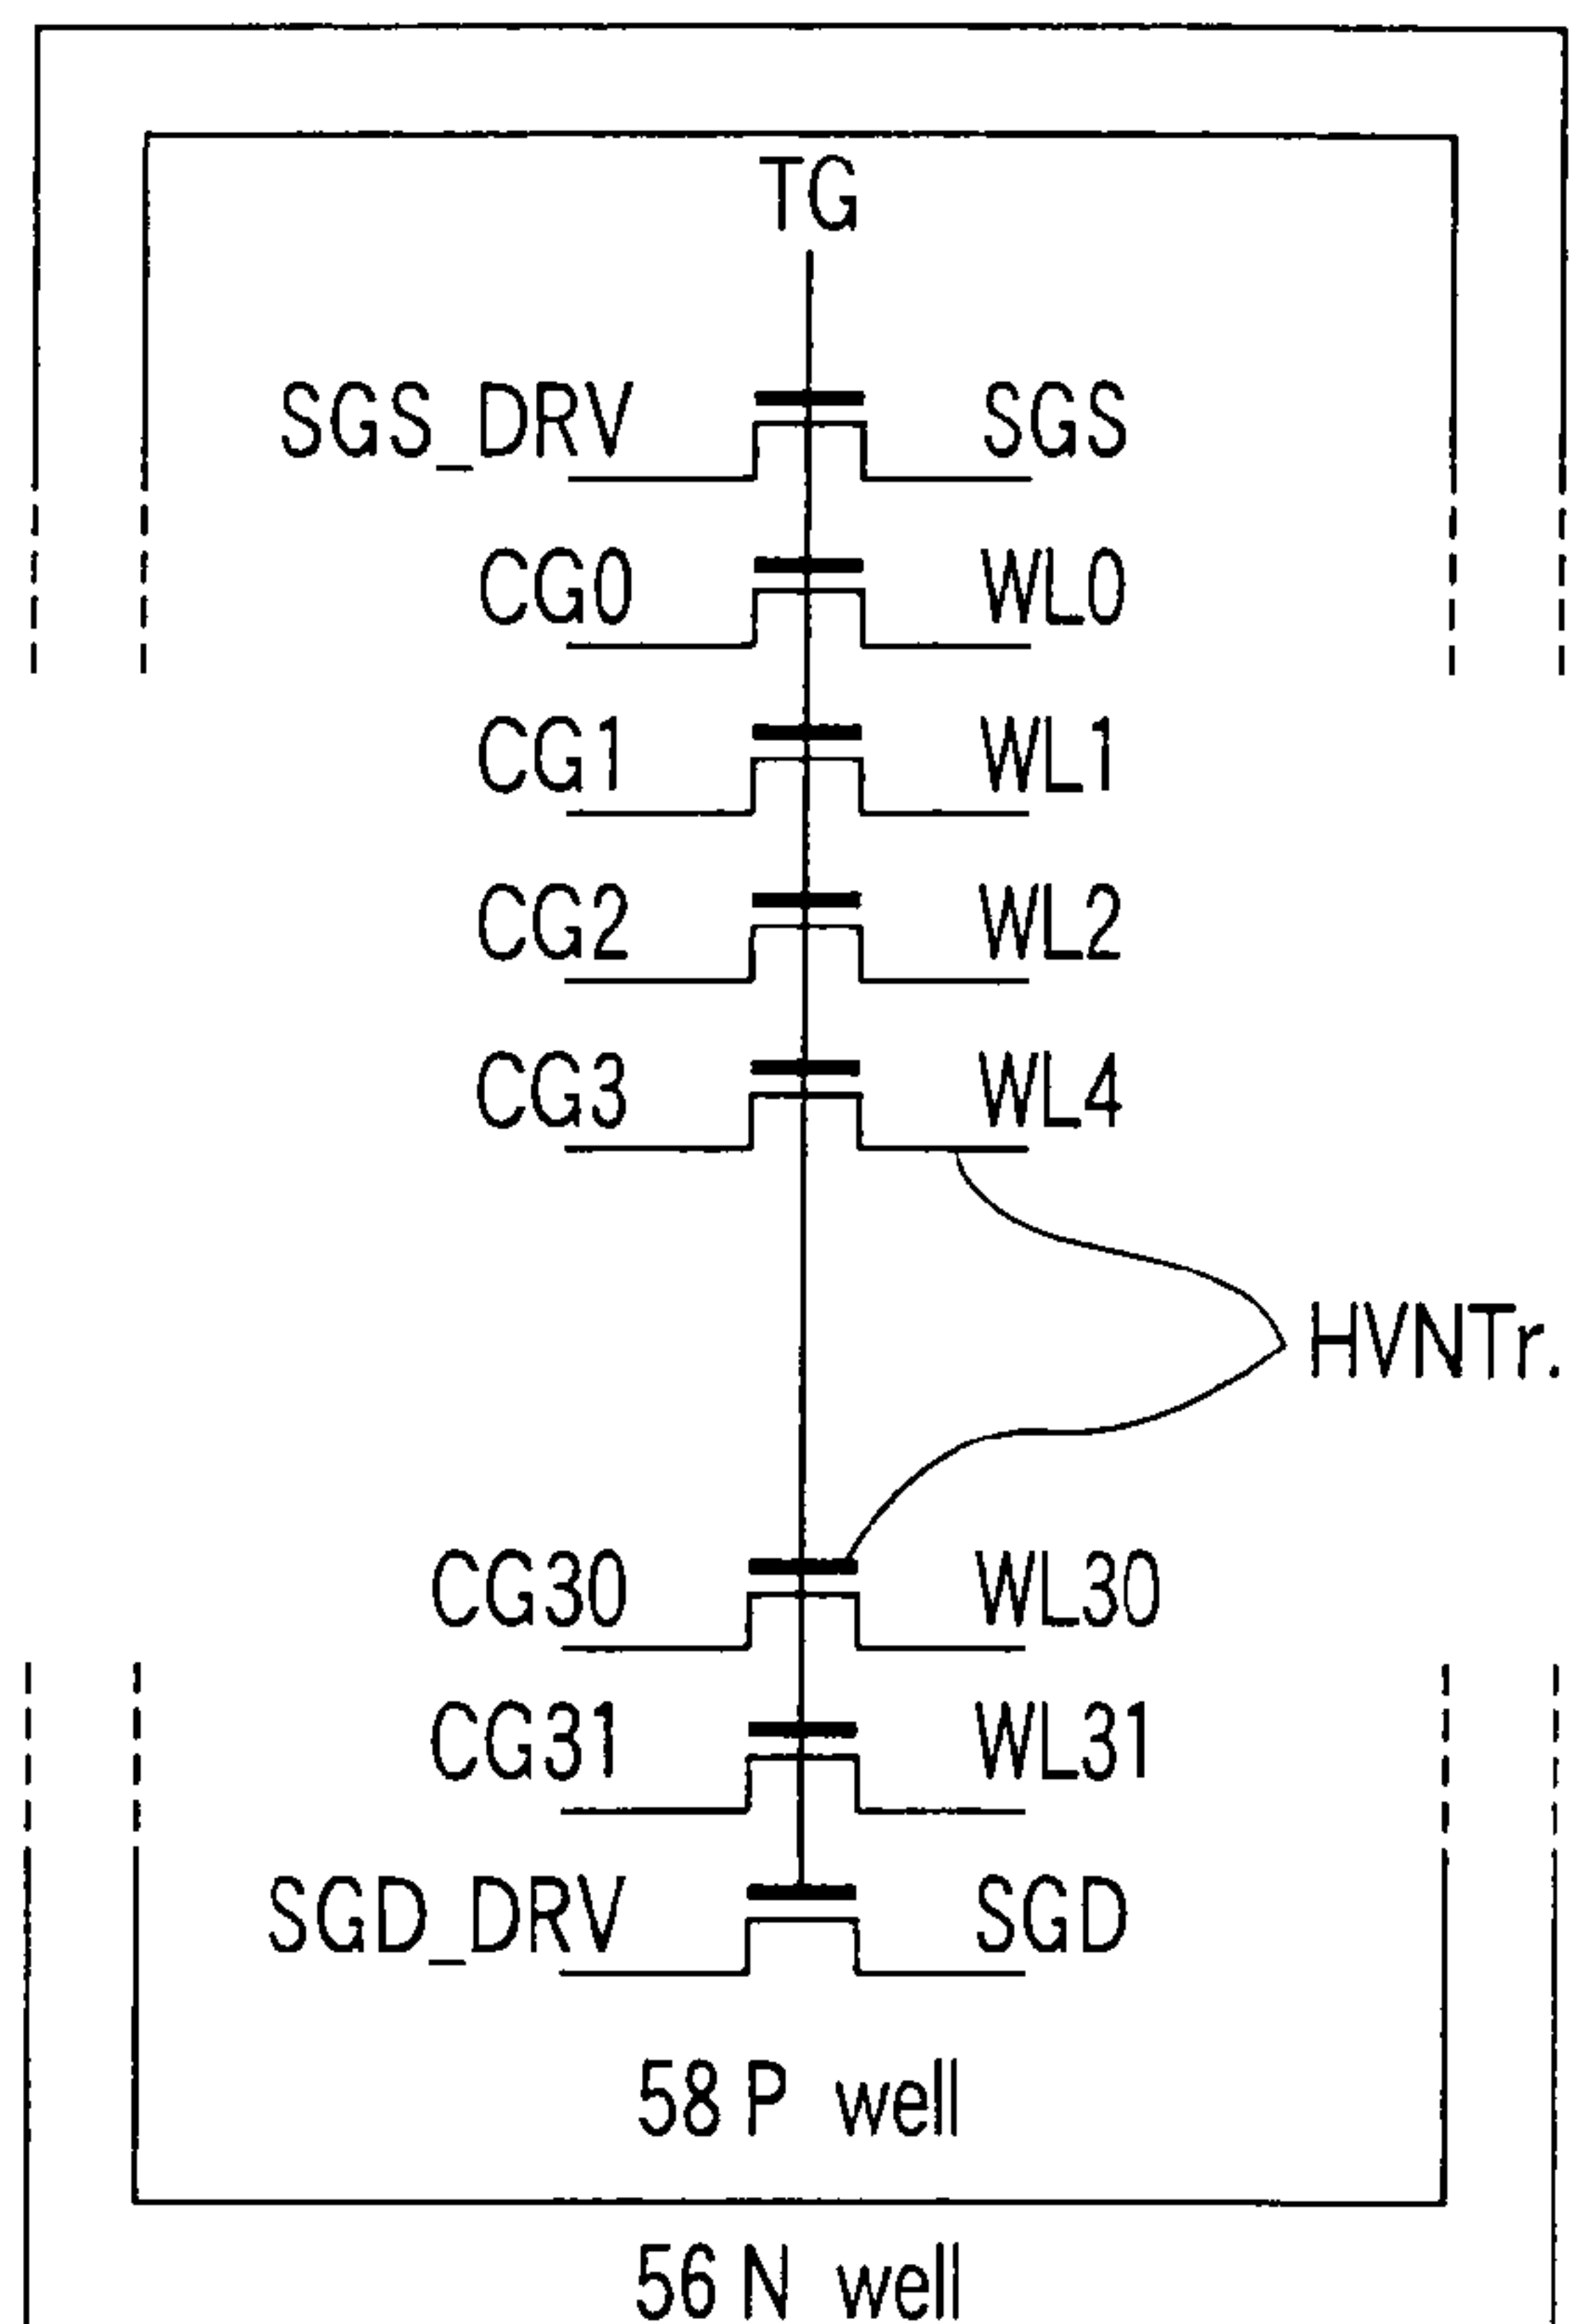 TG
SGS_DRV SGS
CG0 WL0
CG1 WL1
CG2 WL2
CG3 WL4
HVNTr.
CG30 WL30
CG31 WL31
SGD_DRV SGD
58 P well
56 N well